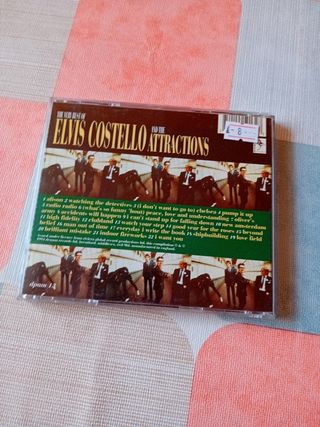 THE VERY BEST OF
ELVIS COSTELLO AND THE ATTRACTIONS
8
1 alison 2 watching the detectives 3 (i don't want to go to) chelsea 4 pump it up
5 radio radio 6 (what's so funny 'bout) peace, love and understanding 7 oliver's
army 8 accidents will happen 9 i can't stand up for falling down 10 new amsterdam
11 high fidelity 12 clubland 13 watch your step 14 good year for the roses 15 beyond
belief 16 man out of time 17 everyday i write the book 18 shipbuilding 19 love field
20 brilliant mistake 21 indoor fireworks 22 i want you
dpam 13